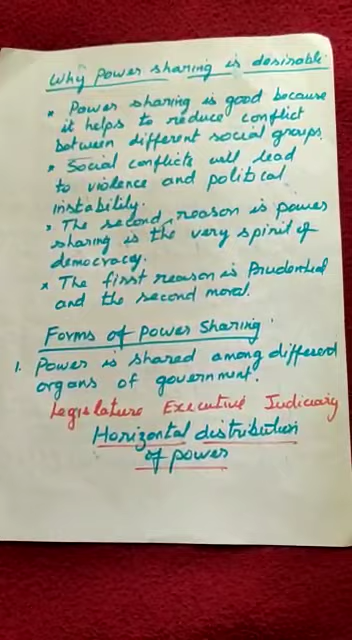 Why power sharing is desirable.
* Power sharing is good because
it helps to reduce conflict
between different social groups.
* Social conflicts will lead
to violence and political
instability.
* The second reason is power
sharing is the very spirit of
democracy.
* The first reason is Prudential
and the second moral.
Forms of power sharing.
1. Power is shared among different
organs of government.
Legislature Executive Judiciary
Horizontal distribution
of power